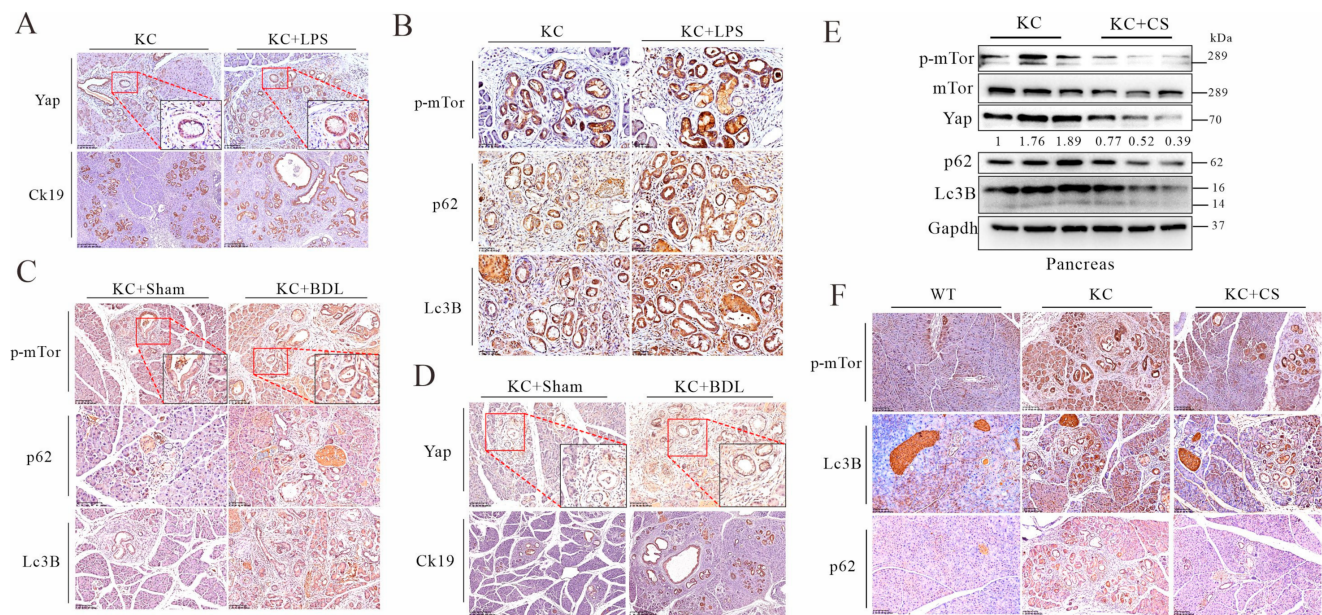 A
KC
KC+LPS
Yap
Ck19
B
KC
KC+LPS
p-mTor
p62
Lc3B
C
KC+Sham
KC+BDL
p-mTor
p62
Lc3B
D
KC+Sham
KC+BDL
Yap
Ck19
E
KC
KC+CS
kDa
p-mTor
289
mTor
289
Yap
70
1 1.76 1.89 0.77 0.52 0.39
p62
62
Lc3B
16
14
Gapdh
37
Pancreas
F
WT
KC
KC+CS
p-mTor
Lc3B
p62